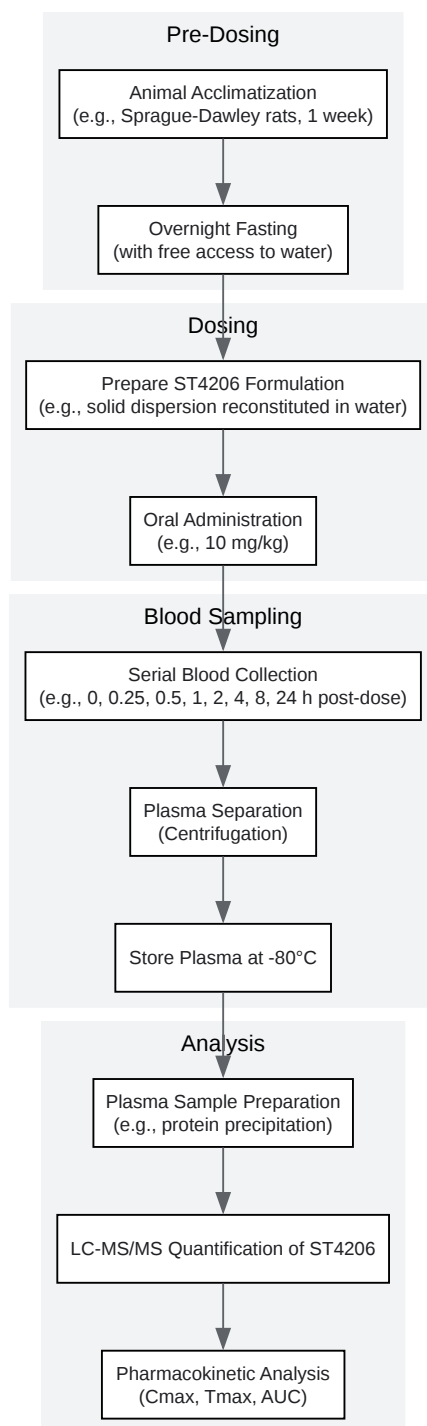 Pre-Dosing
Animal Acclimatization
(e.g., Sprague-Dawley rats, 1 week)
Overnight Fasting
(with free access to water)
Dosing
Prepare ST4206 Formulation
(e.g., solid dispersion reconstituted in water)
Oral Administration
(e.g., 10 mg/kg)
Blood Sampling
Serial Blood Collection
(e.g., 0, 0.25, 0.5, 1, 2, 4, 8, 24 h post-dose)
Plasma Separation
(Centrifugation)
Store Plasma at -80°C
Analysis
Plasma Sample Preparation
(e.g., protein precipitation)
LC-MS/MS Quantification of ST4206
Pharmacokinetic Analysis
(Cmax, Tmax, AUC)